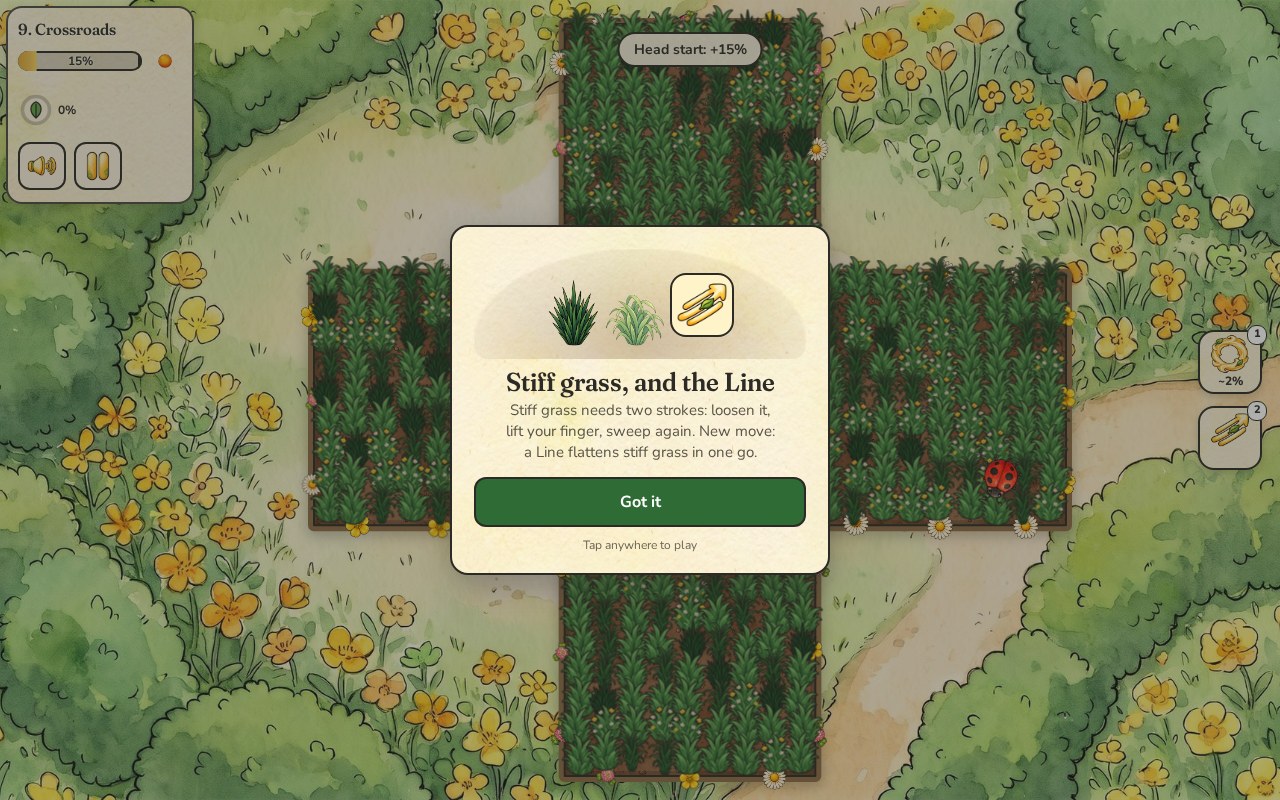 9. Crossroads
15%
0%
Head start: +15%
Stiff grass, and the Line
Stiff grass needs two strokes: loosen it,
lift your finger, sweep again. New move:
a Line flattens stiff grass in one go.
Got it
Tap anywhere to play
1
~2%
2